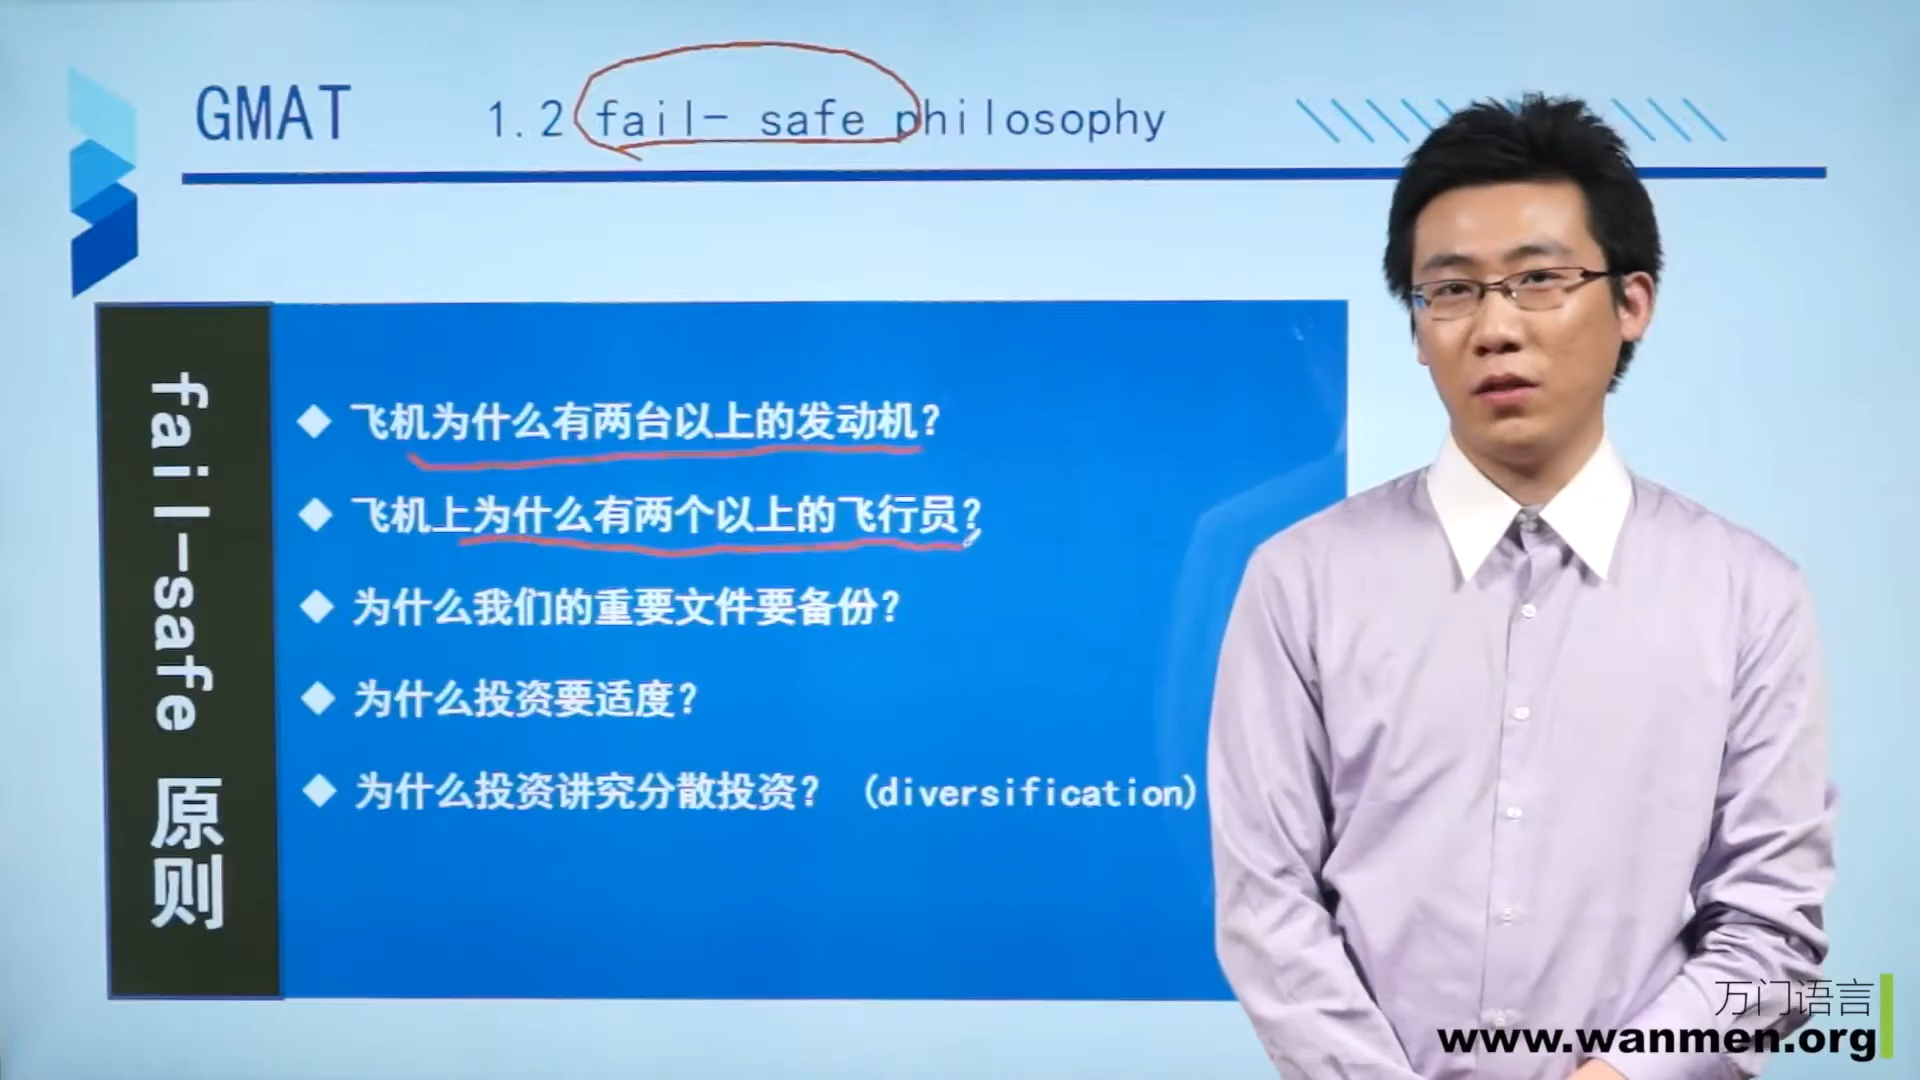 GMAT
1.2 fail- safe philosophy
fail-safe 原则
飞机为什么有两台以上的发动机？
飞机上为什么有两个以上的飞行员？
为什么我们的重要文件要备份？
为什么投资要适度？
为什么投资讲究分散投资？ (diversification)
万门语言
www.wanmen.org